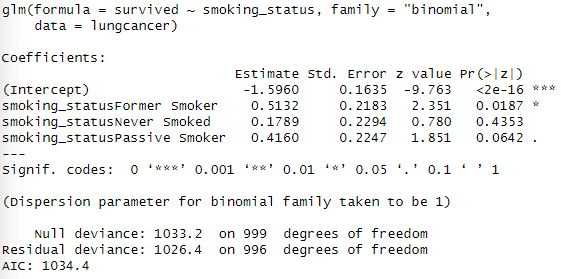 glm(formula = survived ~ smoking_status, family = "binomial",
    data = lungcancer)

Coefficients:
                             Estimate Std. Error z value Pr(>|z|)
(Intercept)                   -1.5960     0.1635  -9.763   <2e-16 ***
smoking_statusFormer Smoker    0.5132     0.2183   2.351   0.0187 *
smoking_statusNever Smoked     0.1789     0.2294   0.780   0.4353
smoking_statusPassive Smoker   0.4160     0.2247   1.851   0.0642 .
---
Signif. codes:  0 ‘***’ 0.001 ‘**’ 0.01 ‘*’ 0.05 ‘.’ 0.1 ‘ ’ 1

(Dispersion parameter for binomial family taken to be 1)

    Null deviance: 1033.2  on 999  degrees of freedom
Residual deviance: 1026.4  on 996  degrees of freedom
AIC: 1034.4